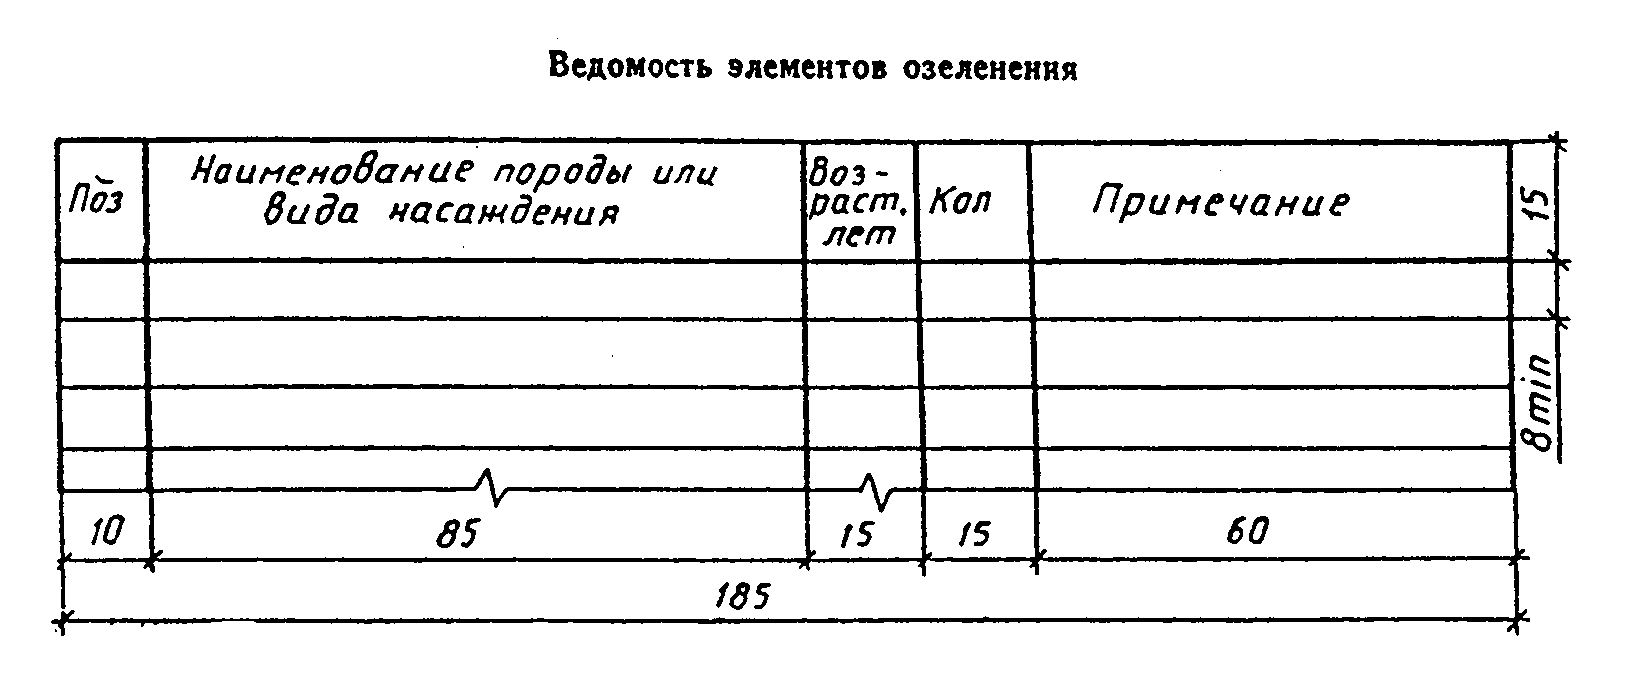 Ведомость элементов озеленения
Поз
Наименование породы или
вида насаждения
Воз-
раст,
лет
Кол
Примечание
15
8min
10
85
15
15
60
185